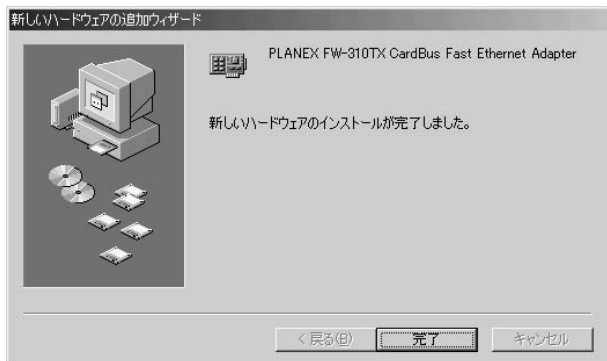 新しいハードウェアの追加ウィザード
PLANEX FW-310TX CardBus Fast Ethernet Adapter
新しいハードウェアのインストールが完了しました。
< 戻る(B)
完了
キャンセル